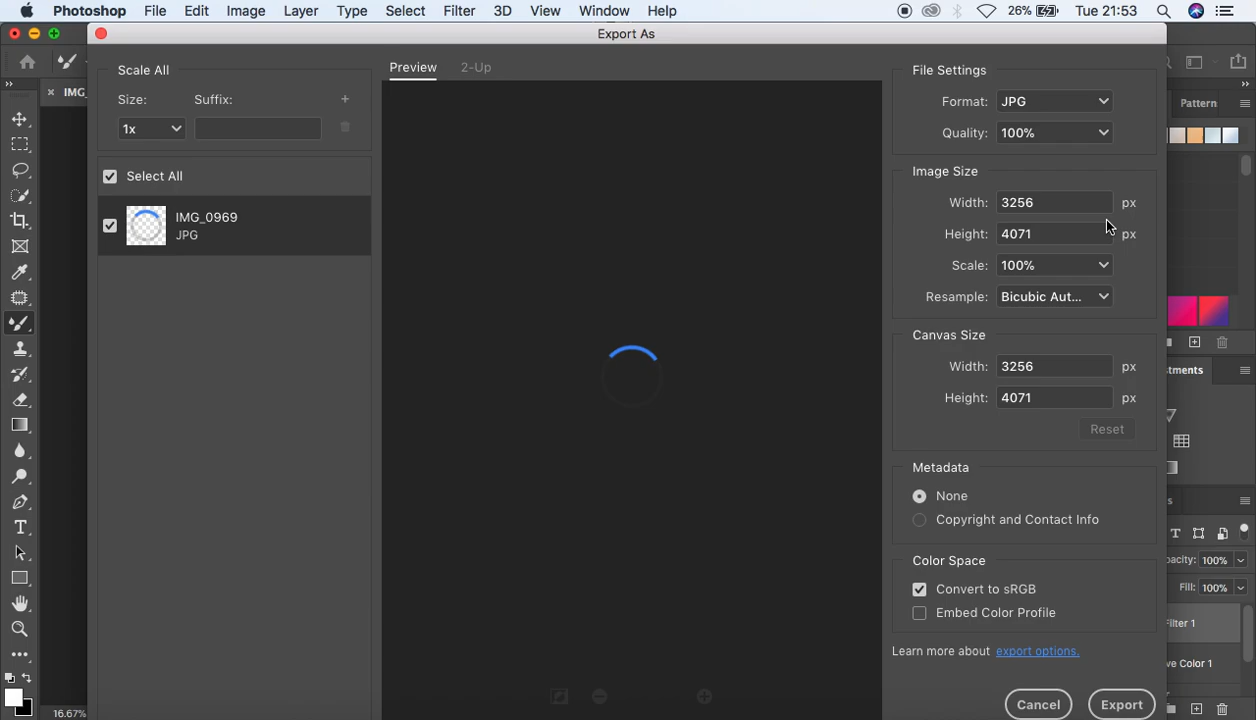 Photoshop File Edit Image Layer Type Select Filter 3D View Window Help 26% Tue 21:53
Export As
Scale All
Size: Suffix:
1x
Select All
IMG_0969
JPG
Preview 2-Up
File Settings
Format: JPG
Quality: 100%
Image Size
Width: 3256 px
Height: 4071 px
Scale: 100%
Resample: Bicubic Aut...
Canvas Size
Width: 3256 px
Height: 4071 px
Reset
Metadata
None
Copyright and Contact Info
Color Space
Convert to sRGB
Embed Color Profile
Learn more about export options.
Cancel Export
IMG_
T
16.67%
Pattern
stments
s
T
pacity: 100%
Fill: 100%
Filter 1
ve Color 1